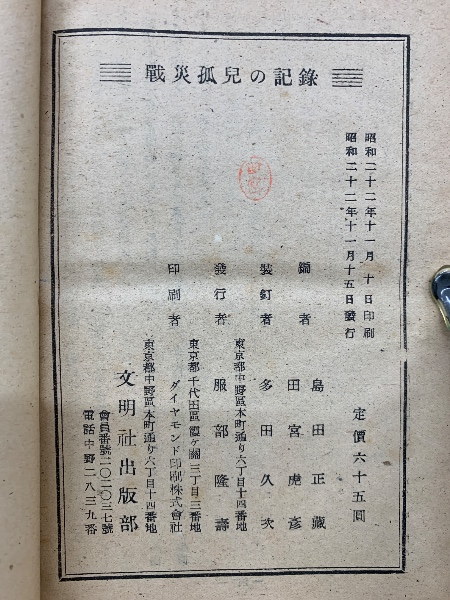 戰災孤兒の記錄
昭和二十二年十一月 十日印刷
昭和二十二年十一月十五日發行
定價六十五圓
編者 島田正藏
田宮虎彥
裝釘者 多田久次
東京都中野區本町通り六丁目十四番地
發行者 服部隆壽
東京都千代田區霞ケ關三丁目三番地
印刷者 ダイヤモンド印刷株式會社
東京都中野區本町通り六丁目十四番地
文明社出版部
會員番號二〇二〇三七號
電話中野二八三九番